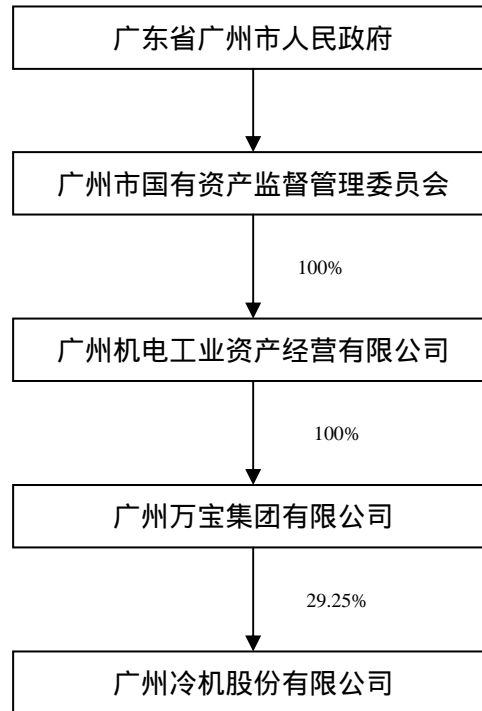 广东省广州市人民政府
广州市国有资产监督管理委员会
100%
广州机电工业资产经营有限公司
100%
广州万宝集团有限公司
29.25%
广州冷机股份有限公司